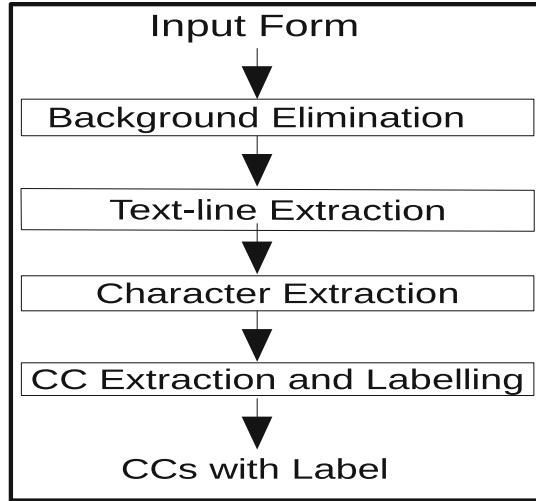 Input Form
Background Elimination
Text-line Extraction
Character Extraction
CC Extraction and Labelling
CCs with Label